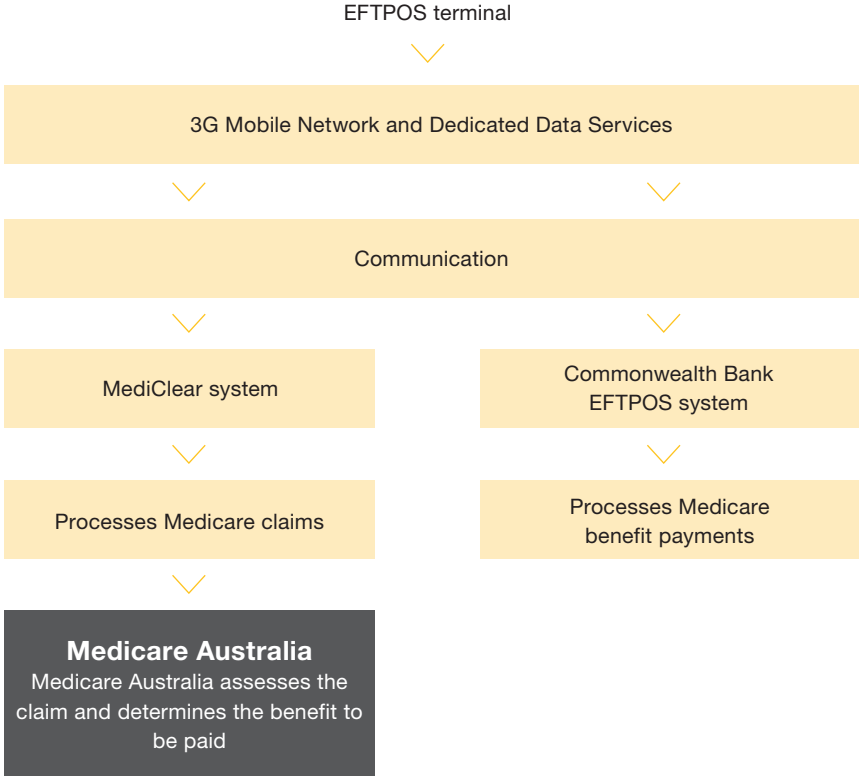 EFTPOS terminal
3G Mobile Network and Dedicated Data Services
Communication
MediClear system
Commonwealth Bank
EFTPOS system
Processes Medicare claims
Processes Medicare
benefit payments
Medicare Australia
Medicare Australia assesses the
claim and determines the benefit to
be paid